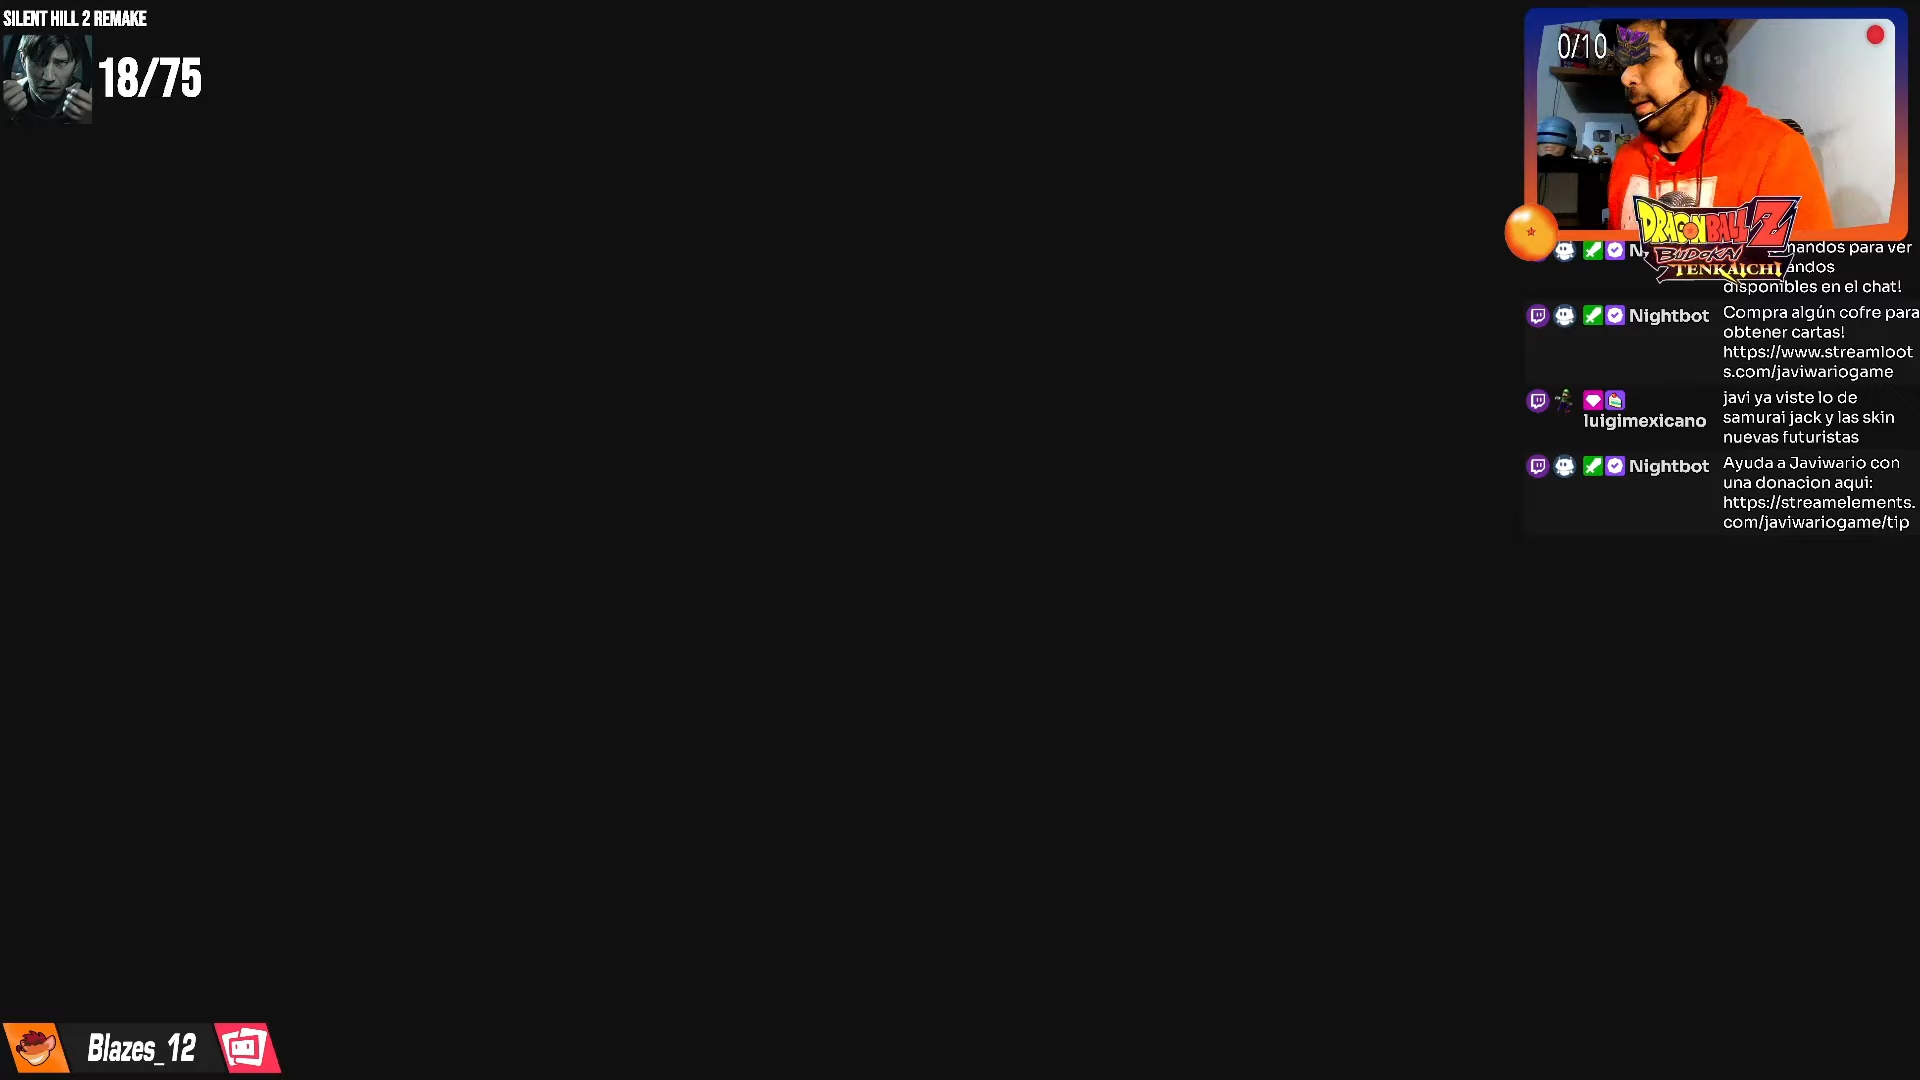 SILENT HILL 2 REMAKE
18/75
0/10
DRAGON BALL Z
BUDOKAI
TENKAICHI
para ver
disponibles en el chat!
Nightbot
Compra algún cofre para
obtener cartas!
https://www.streamloot
s.com/javiwariogame
luigimexicano
javi ya viste lo de
samurai jack y las skin
nuevas futuristas
Nightbot
Ayuda a Javiwario con
una donacion aqui:
https://streamelements.
com/javiwariogame/tip
Blazes_12